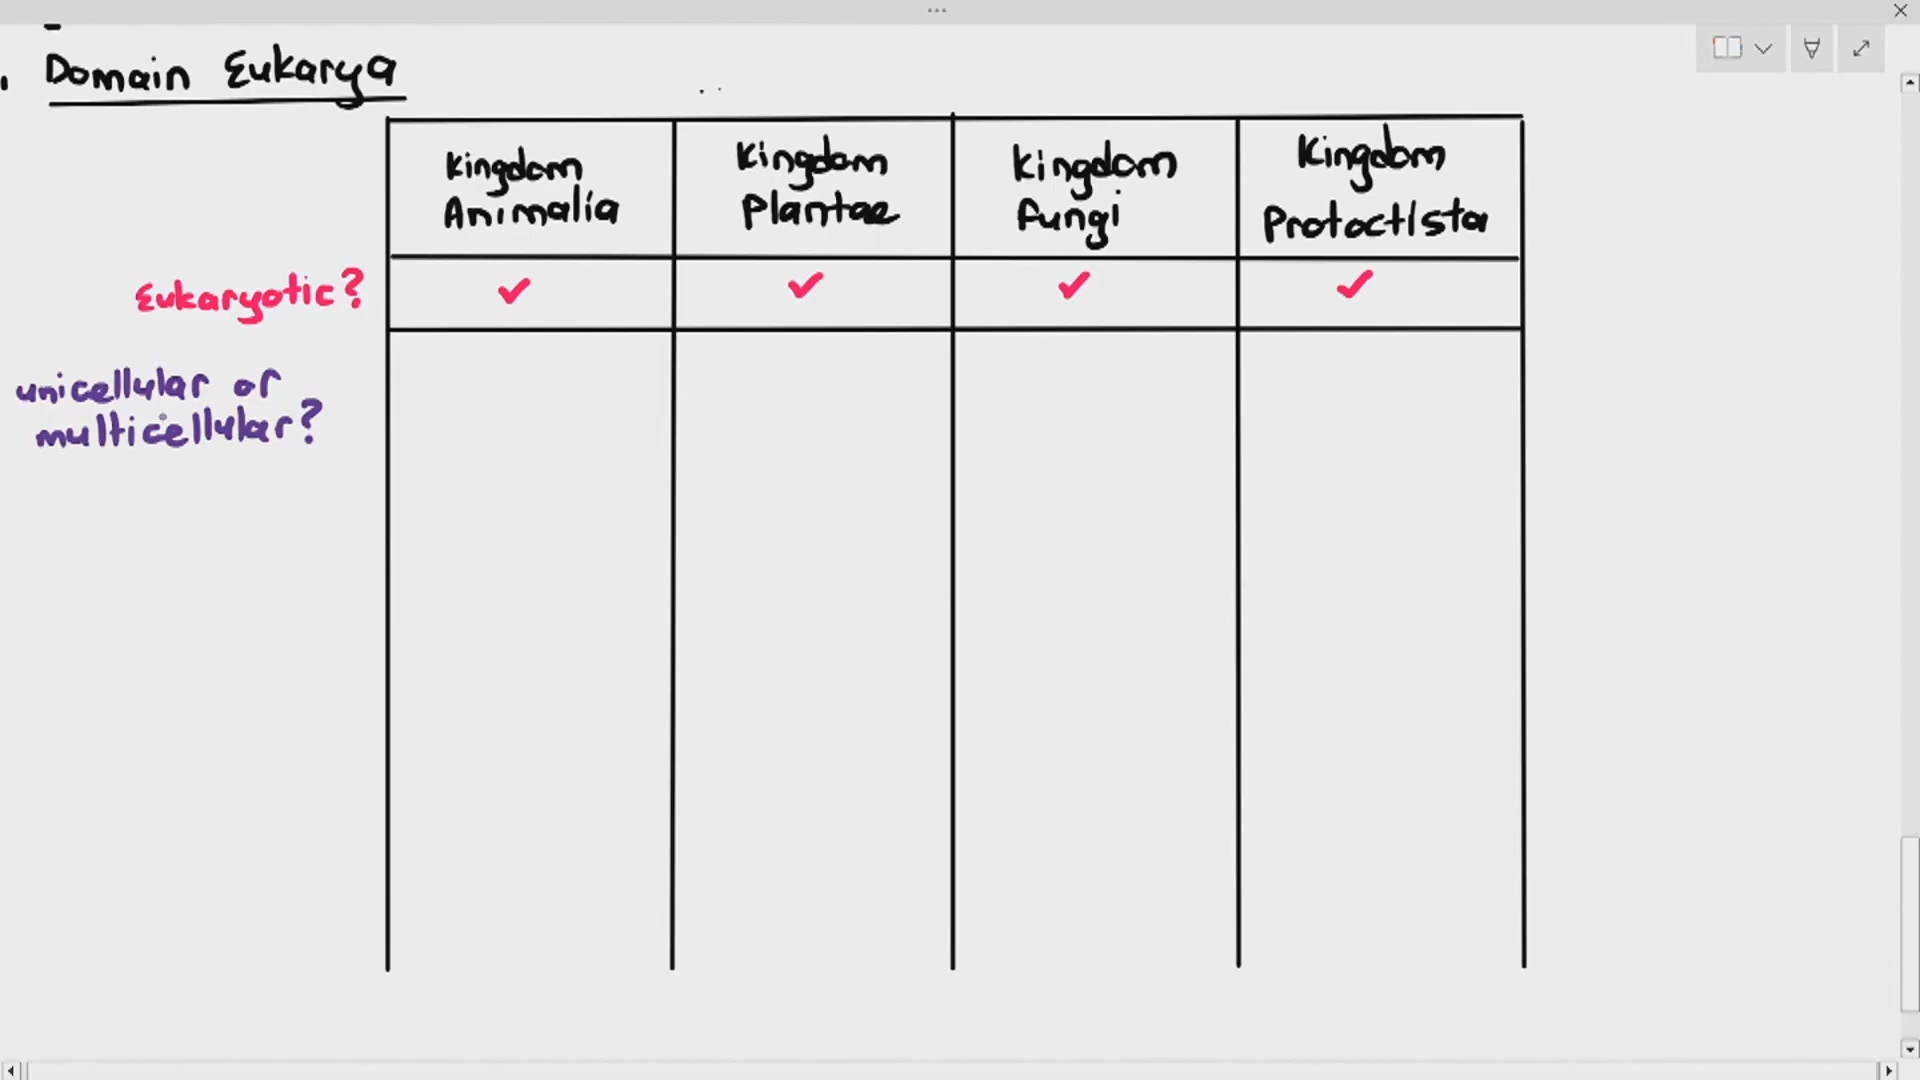 Domain Eukarya
Kingdom
Animalia
Kingdom
Plantae
Kingdom
Fungi
Kingdom
Protoctista
Eukaryotic? ✓ ✓ ✓ ✓
unicellular or
multicellular?